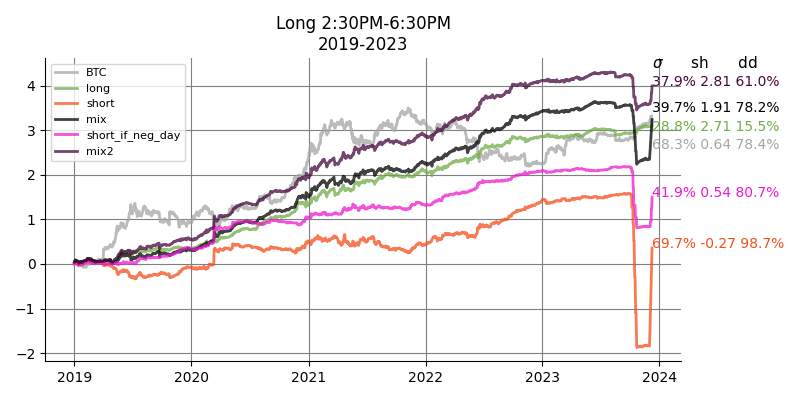 Long 2:30PM-6:30PM
2019-2023
σ sh dd
37.9% 2.81 61.0%
39.7% 1.91 78.2%
28.8% 2.71 15.5%
68.3% 0.64 78.4%
41.9% 0.54 80.7%
69.7% -0.27 98.7%
BTC
long
short
mix
short_if_neg_day
mix2
4
3
2
1
0
−1
−2
2019 2020 2021 2022 2023 2024